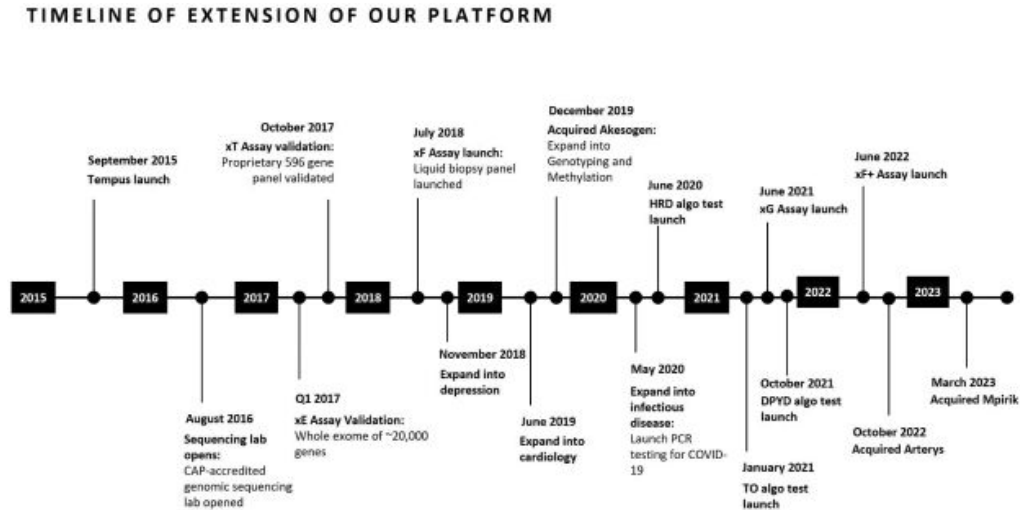 TIMELINE OF EXTENSION OF OUR PLATFORM
September 2015
Tempus launch
October 2017
xT Assay validation:
Proprietary 596 gene
panel validated
July 2018
xF Assay launch:
Liquid biopsy panel
launched
December 2019
Acquired Akesogen:
Expand into
Genotyping and
Methylation
June 2020
HRD algo test
launch
June 2021
xG Assay launch
June 2022
xF+ Assay launch
2015
2016
2017
2018
2019
2020
2021
2022
2023
August 2016
Sequencing lab
opens:
CAP-accredited
genomic sequencing
lab opened
Q1 2017
xE Assay Validation:
Whole exome of ~20,000
genes
November 2018
Expand into
depression
June 2019
Expand into
cardiology
May 2020
Expand into
infectious
disease:
Launch PCR
testing for COVID-
19
January 2021
TO algo test
launch
October 2021
DPYD algo test
launch
October 2022
Acquired Arterys
March 2023
Acquired Mpirik